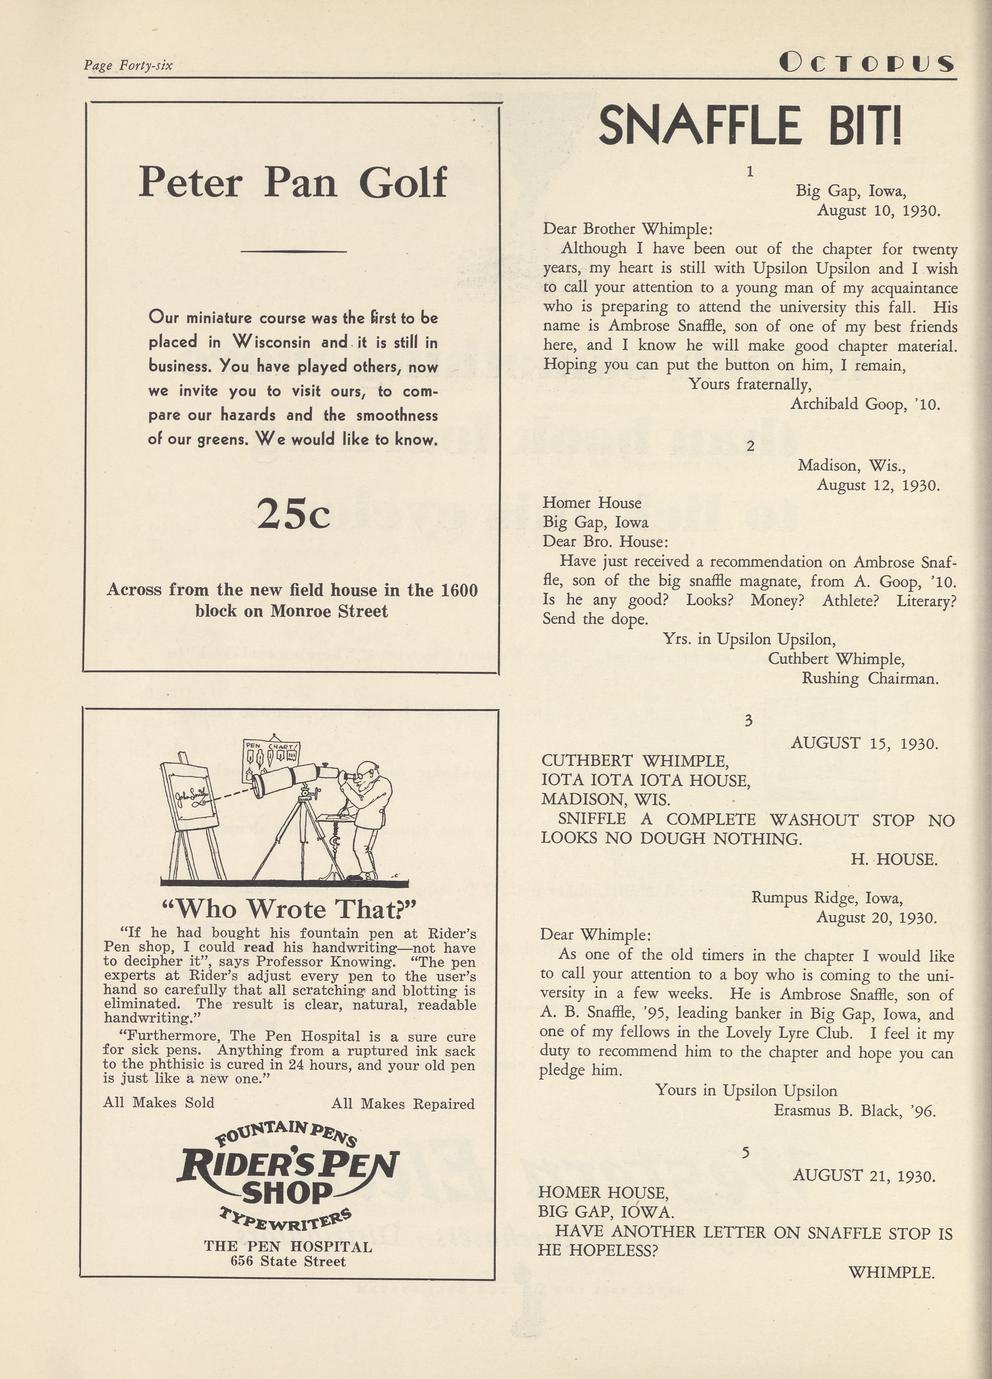 Page Forty-six
OCTOPUS
Peter Pan Golf
Our miniature course was the first to be
placed in Wisconsin and it is still in
business. You have played others, now
we invite you to visit ours, to com-
pare our hazards and the smoothness
of our greens. We would like to know.
25c
Across from the new field house in the 1600
block on Monroe Street
PEN CHART!
John Smith
"Who Wrote That?"
"If he had bought his fountain pen at Rider's
Pen shop, I could read his handwriting—not have
to decipher it", says Professor Knowing. "The pen
experts at Rider's adjust every pen to the user's
hand so carefully that all scratching and blotting is
eliminated. The result is clear, natural, readable
handwriting."
"Furthermore, The Pen Hospital is a sure cure
for sick pens. Anything from a ruptured ink sack
to the phthisic is cured in 24 hours, and your old pen
is just like a new one."
All Makes Sold All Makes Repaired
FOUNTAIN PENS
RIDER'S PEN
SHOP
TYPEWRITERS
THE PEN HOSPITAL
656 State Street
SNAFFLE BIT!
1
Big Gap, Iowa,
August 10, 1930.
Dear Brother Whimple:
Although I have been out of the chapter for twenty
years, my heart is still with Upsilon Upsilon and I wish
to call your attention to a young man of my acquaintance
who is preparing to attend the university this fall. His
name is Ambrose Snaffle, son of one of my best friends
here, and I know he will make good chapter material.
Hoping you can put the button on him, I remain,
Yours fraternally,
Archibald Goop, '10.
2
Madison, Wis.,
August 12, 1930.
Homer House
Big Gap, Iowa
Dear Bro. House:
Have just received a recommendation on Ambrose Snaf-
fle, son of the big snaffle magnate, from A. Goop, '10.
Is he any good? Looks? Money? Athlete? Literary?
Send the dope.
Yrs. in Upsilon Upsilon,
Cuthbert Whimple,
Rushing Chairman.
3
AUGUST 15, 1930.
CUTHBERT WHIMPLE,
IOTA IOTA IOTA HOUSE,
MADISON, WIS.
SNIFFLE A COMPLETE WASHOUT STOP NO
LOOKS NO DOUGH NOTHING.
H. HOUSE.
Rumpus Ridge, Iowa,
August 20, 1930.
Dear Whimple:
As one of the old timers in the chapter I would like
to call your attention to a boy who is coming to the uni-
versity in a few weeks. He is Ambrose Snaffle, son of
A. B. Snaffle, '95, leading banker in Big Gap, Iowa, and
one of my fellows in the Lovely Lyre Club. I feel it my
duty to recommend him to the chapter and hope you can
pledge him.
Yours in Upsilon Upsilon
Erasmus B. Black, '96.
5
AUGUST 21, 1930.
HOMER HOUSE,
BIG GAP, IOWA.
HAVE ANOTHER LETTER ON SNAFFLE STOP IS
HE HOPELESS?
WHIMPLE.